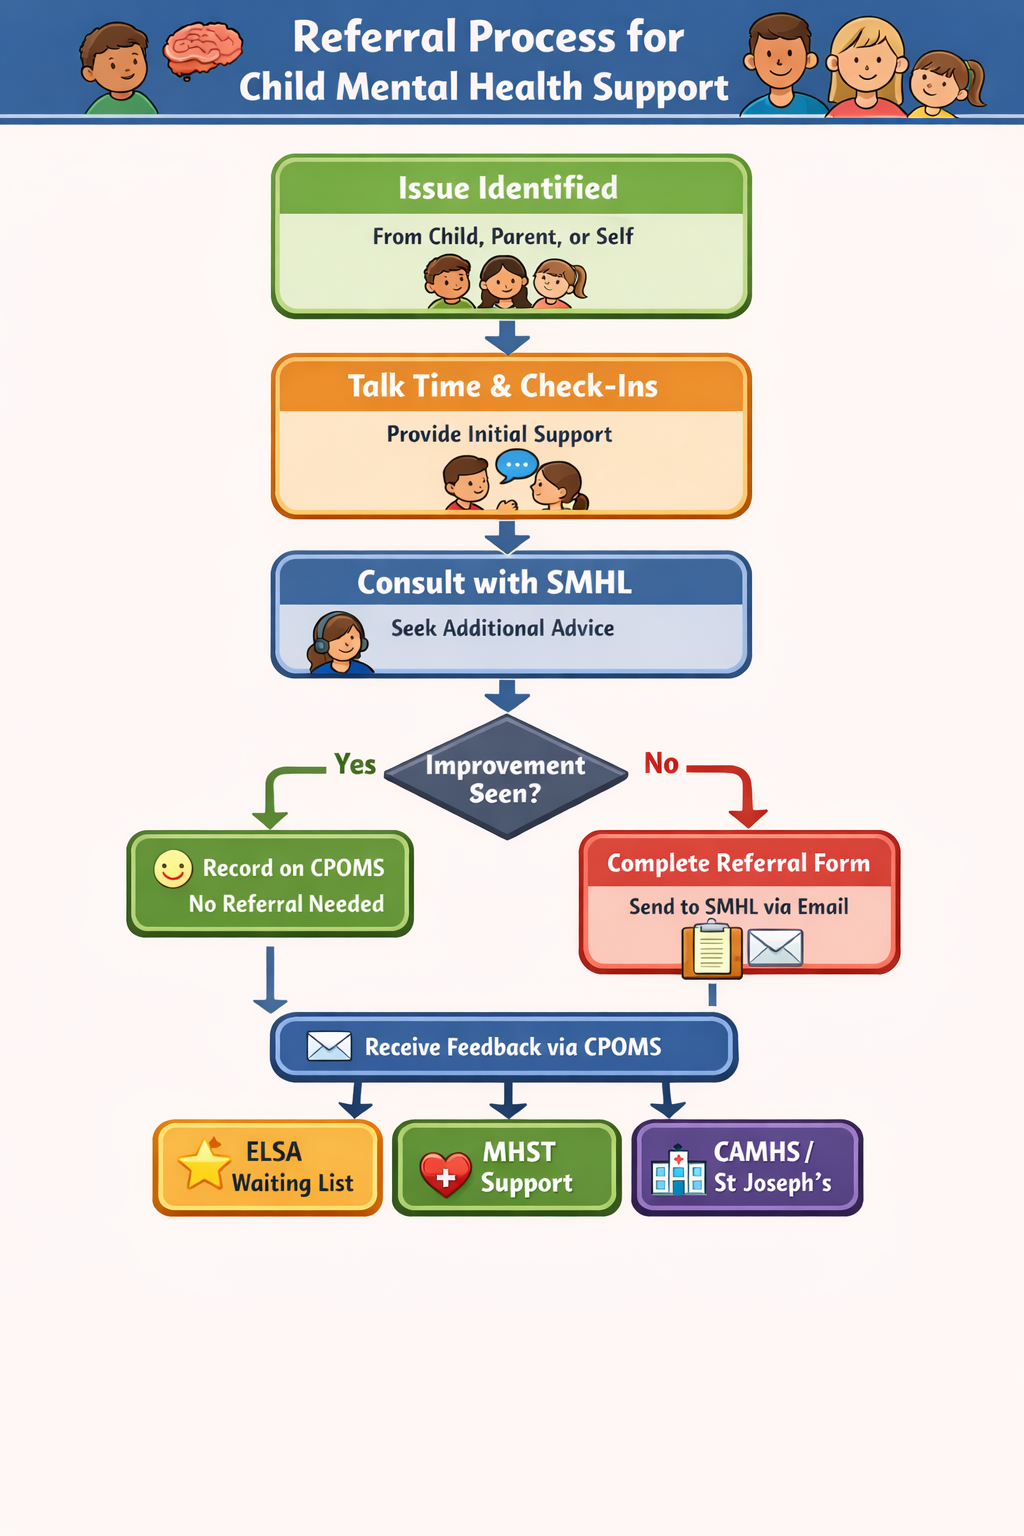 Referral Process for
Child Mental Health Support
Issue Identified
From Child, Parent, or Self
Talk Time & Check-Ins
Provide Initial Support
Consult with SMHL
Seek Additional Advice
Improvement
Seen?
Yes
No
Record on CPOMS
No Referral Needed
Complete Referral Form
Send to SMHL via Email
Receive Feedback via CPOMS
ELSA
Waiting List
MHST
Support
CAMHS /
St Joseph's